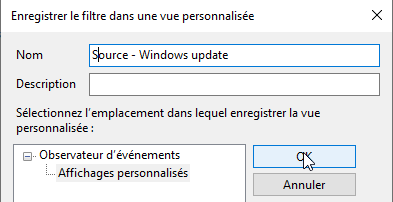 Enregistrer le filtre dans une vue personnalisée
Nom
Source - Windows update
Description
Sélectionnez l'emplacement dans lequel enregistrer la vue
personnalisée :
Observateur d'événements
Affichages personnalisés
OK
Annuler